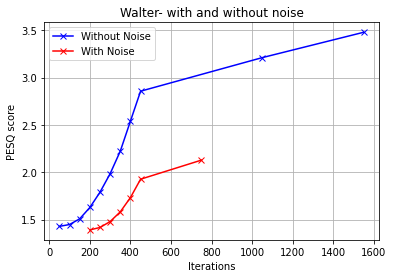 Walter- with and without noise
Without Noise
With Noise
PESQ score
3.5
3.0
2.5
2.0
1.5
0 200 400 600 800 1000 1200 1400 1600
Iterations